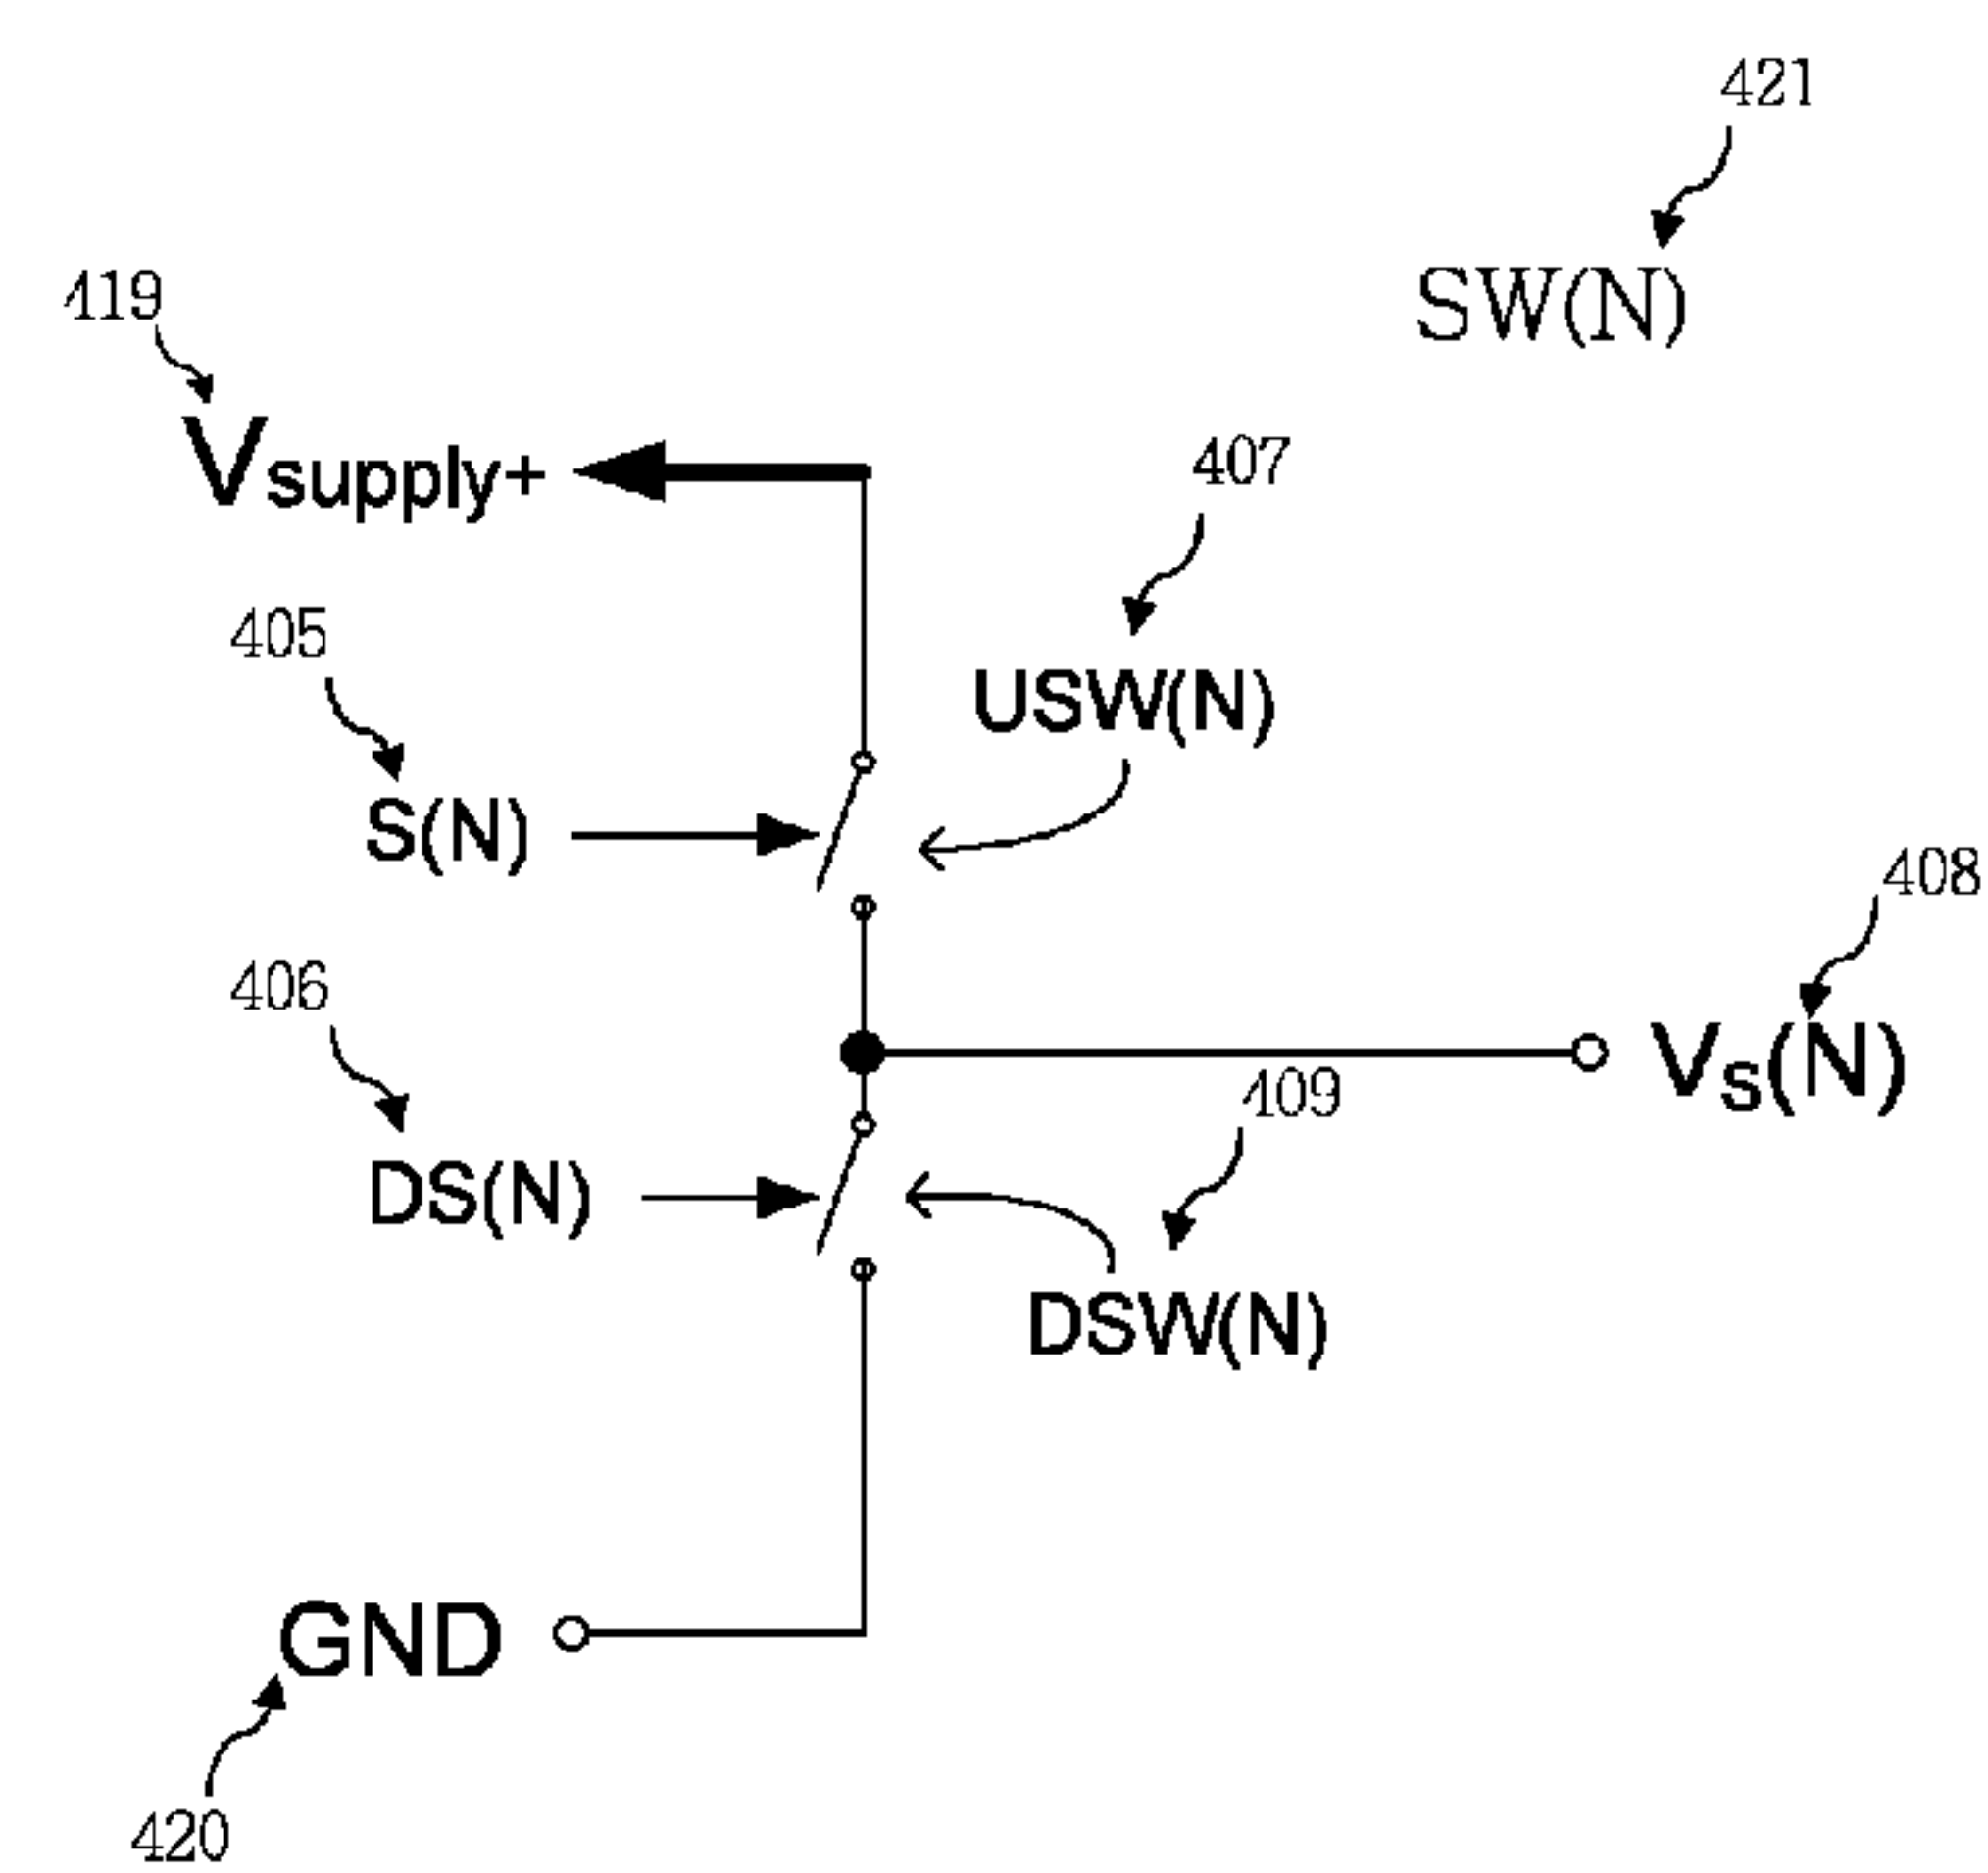 421
SW(N)
419
Vsupply+
407
USW(N)
405
S(N)
408
Vs(N)
406
DS(N)
409
DSW(N)
GND
420